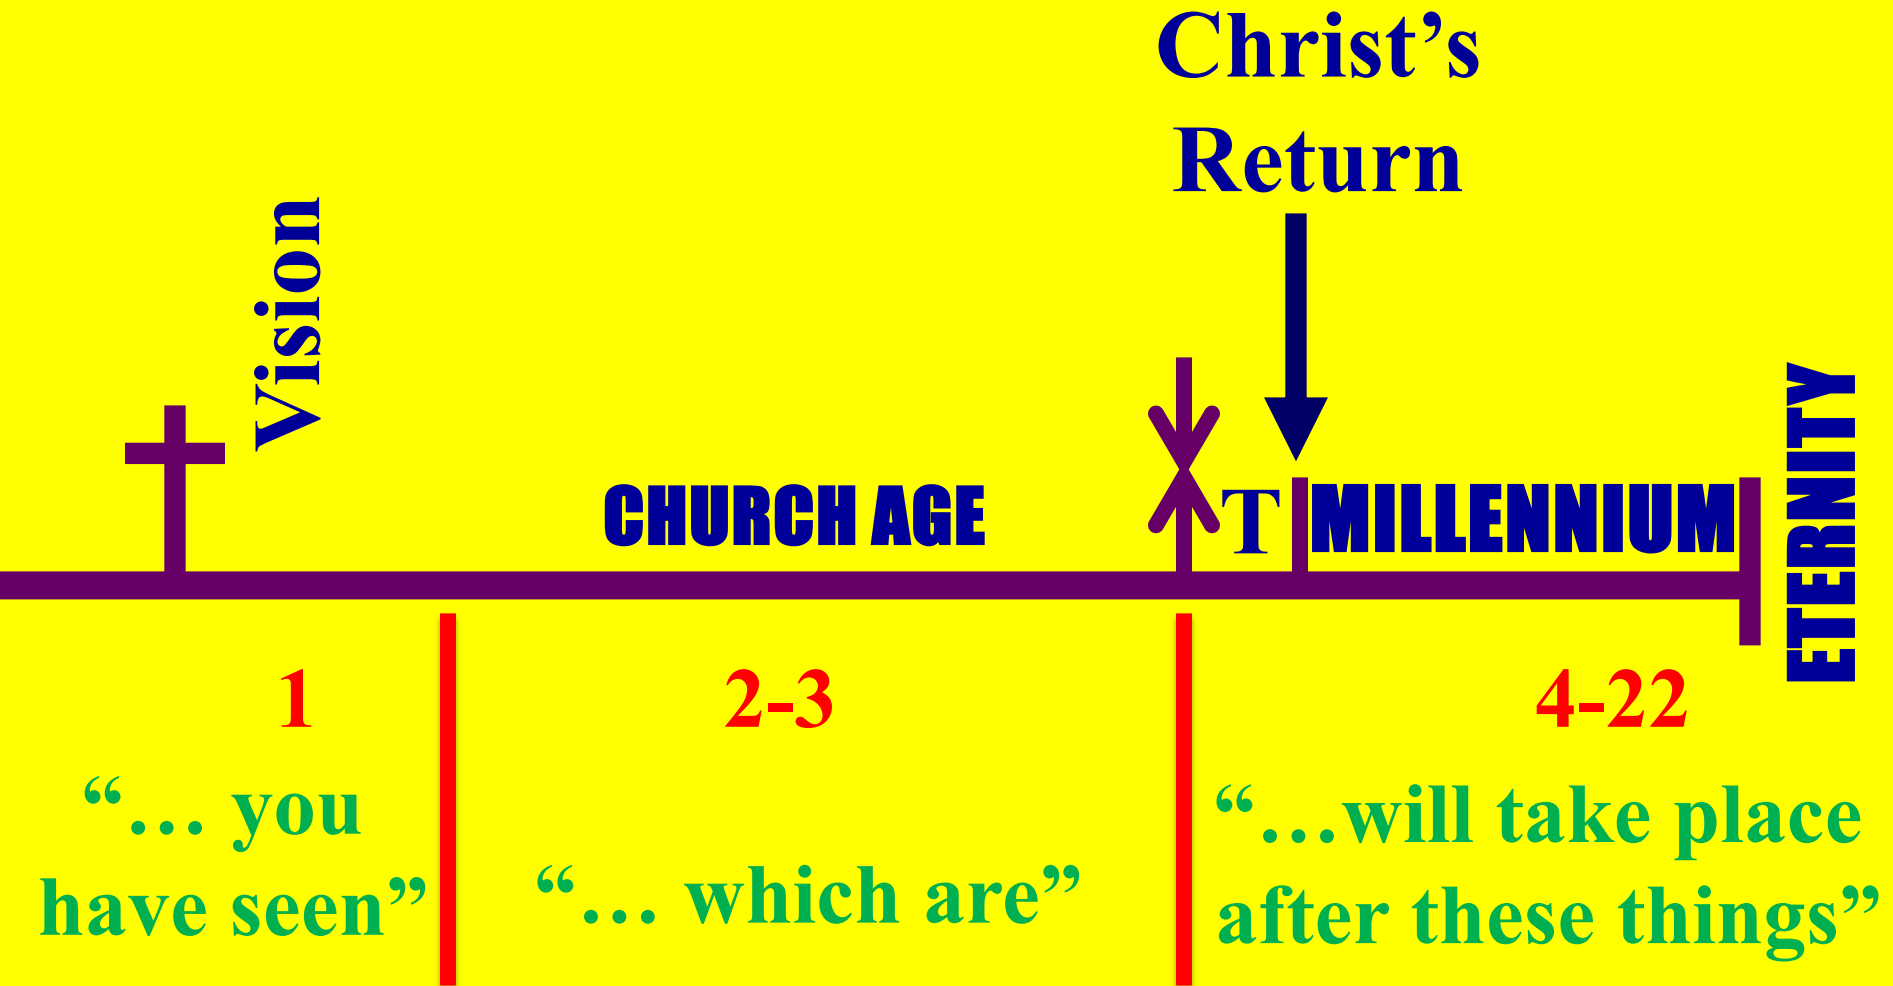 Christ’s
Return
Vision
CHURCH AGE
T
MILLENNIUM
ETERNITY
1
2-3
4-22
“… you
have seen”
“… which are”
“…will take place
after these things”